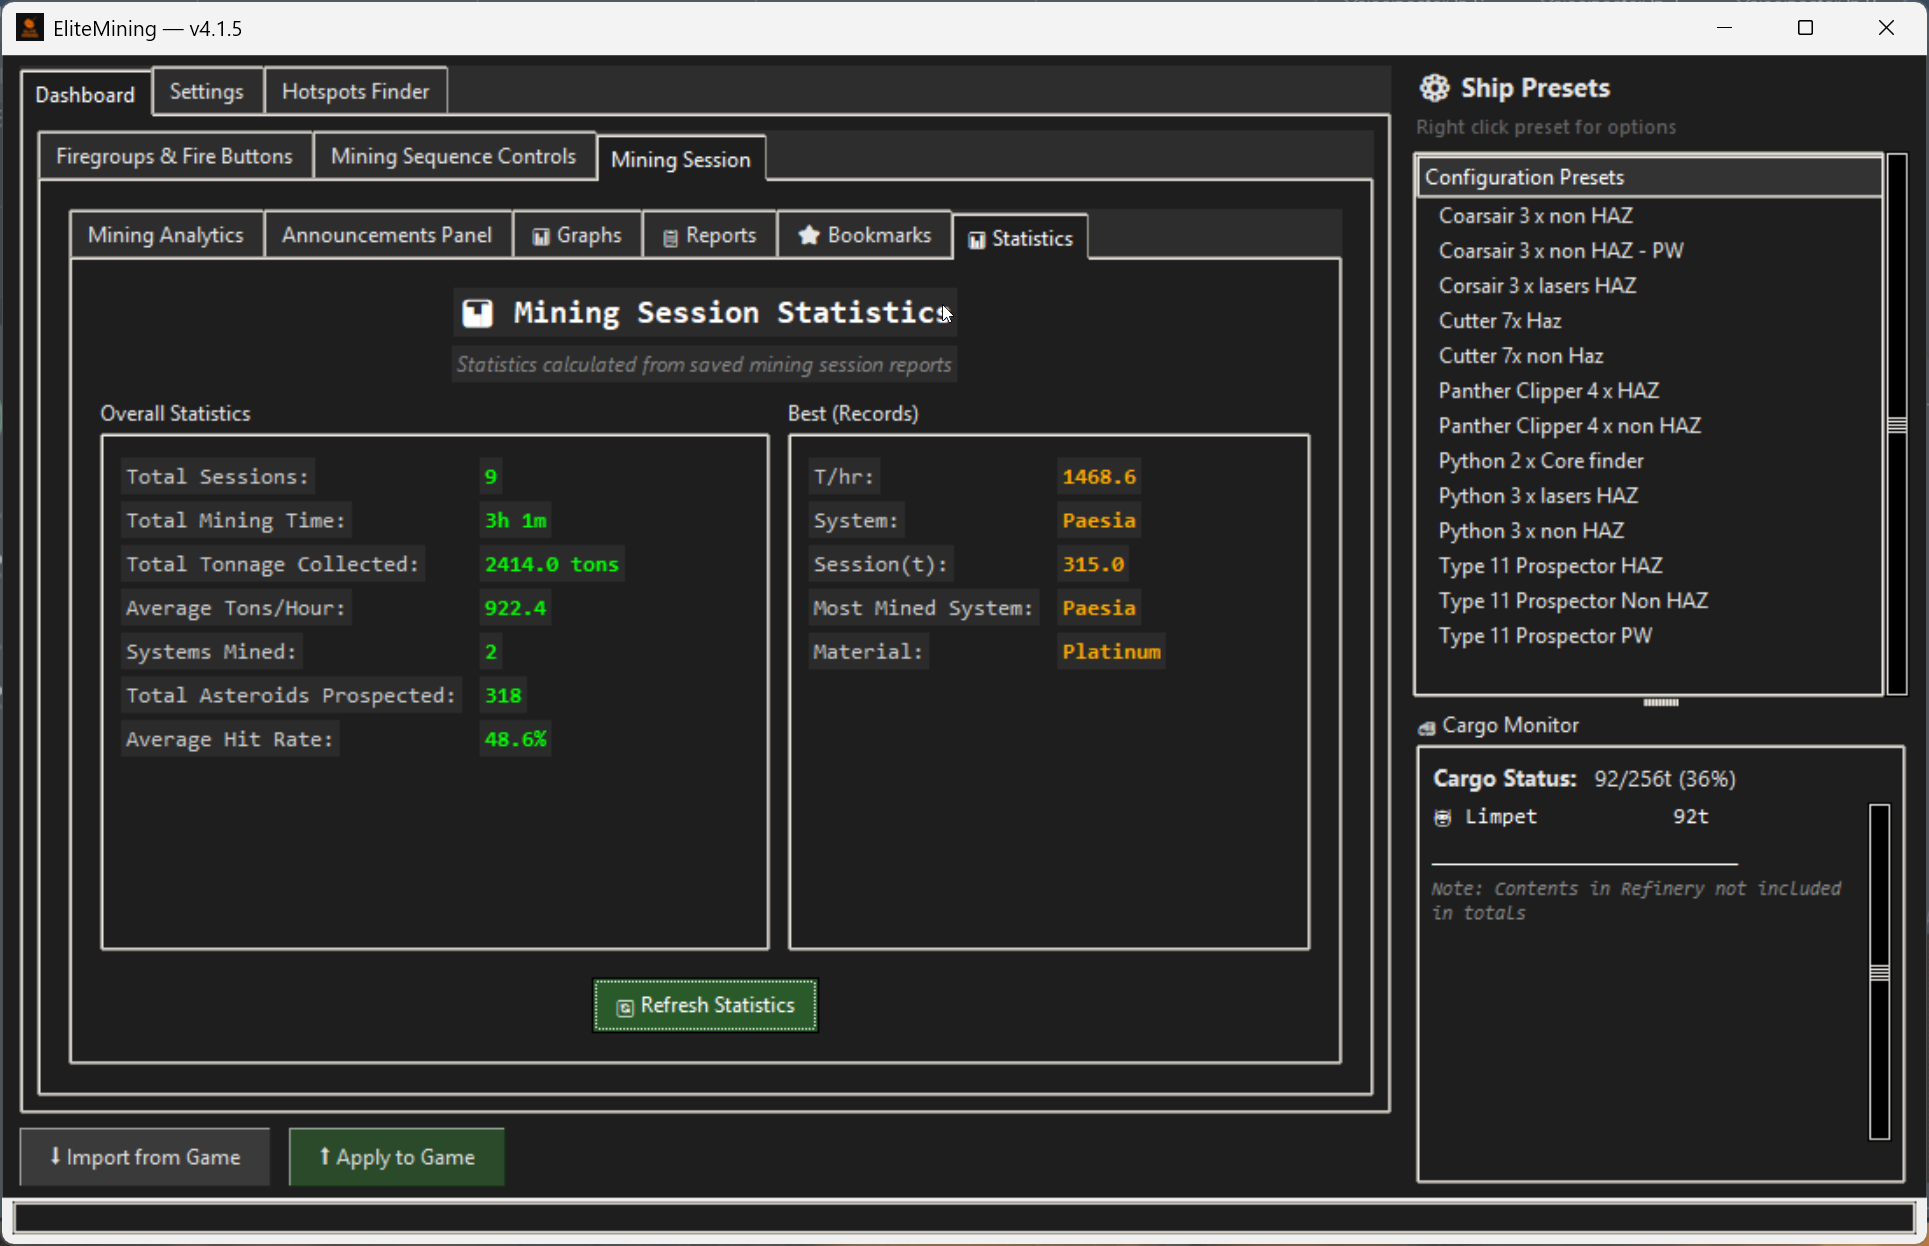 EliteMining — v4.1.5
Dashboard
Settings
Hotspots Finder
Firegroups & Fire Buttons
Mining Sequence Controls
Mining Session
Mining Analytics
Announcements Panel
Graphs
Reports
Bookmarks
Statistics
Mining Session Statistics
Statistics calculated from saved mining session reports
Overall Statistics
Total Sessions: 9
Total Mining Time: 3h 1m
Total Tonnage Collected: 2414.0 tons
Average Tons/Hour: 922.4
Systems Mined: 2
Total Asteroids Prospected: 318
Average Hit Rate: 48.6%
Best (Records)
T/hr: 1468.6
System: Paesia
Session(t): 315.0
Most Mined System: Paesia
Material: Platinum
Refresh Statistics
Import from Game
Apply to Game
Ship Presets
Right click preset for options
Configuration Presets
Coarsair 3 x non HAZ
Coarsair 3 x non HAZ - PW
Corsair 3 x lasers HAZ
Cutter 7x Haz
Cutter 7x non Haz
Panther Clipper 4 x HAZ
Panther Clipper 4 x non HAZ
Python 2 x Core finder
Python 3 x lasers HAZ
Python 3 x non HAZ
Type 11 Prospector HAZ
Type 11 Prospector Non HAZ
Type 11 Prospector PW
Cargo Monitor
Cargo Status: 92/256t (36%)
Limpet 92t
Note: Contents in Refinery not included
in totals